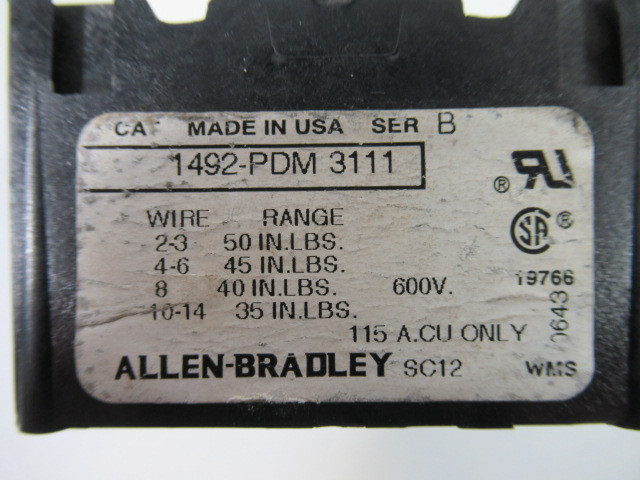 CAT MADE IN USA SER B
1492-PDM 3111
WIRE RANGE
2-3 50 IN.LBS.
4-6 45 IN.LBS.
8 40 IN.LBS. 600V.
10-14 35 IN.LBS.
115 A.CU ONLY
ALLEN-BRADLEY SC12
® RU
SA ®
19766
0643
WMS